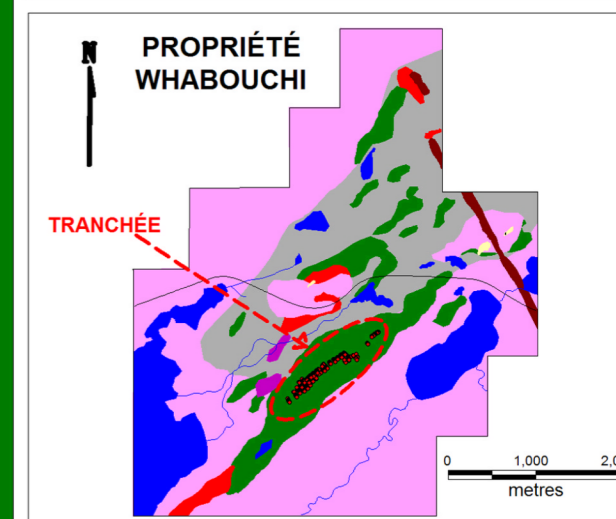 N
PROPRIÉTÉ
WHABOUCHI
TRANCHÉE
0 1,000
metres